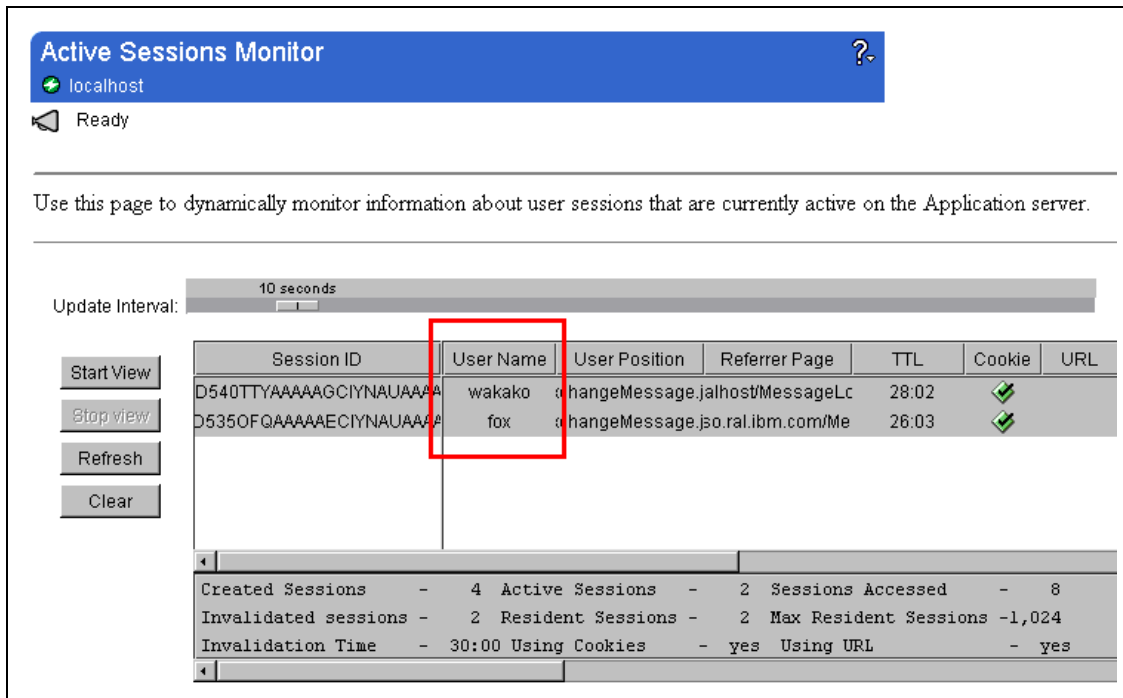 Active Sessions Monitor
localhost
Ready
Use this page to dynamically monitor information about user sessions that are currently active on the Application server.
10 seconds
Update Interval:
Start View
Stop view
Refresh
Clear
Session ID User Name User Position Referrer Page TTL Cookie URL
D540TTYAAAAAGCIYNAUAAAA wakako changeMessage.jalhost/MessageLc 28:02
D535OFQAAAAAECIYNAUAAAA fox changeMessage.jso.ral.ibm.com/Me 26:03
Created Sessions - 4 Active Sessions - 2 Sessions Accessed - 8
Invalidated sessions - 2 Resident Sessions - 2 Max Resident Sessions -1,024
Invalidation Time - 30:00 Using Cookies - yes Using URL - yes